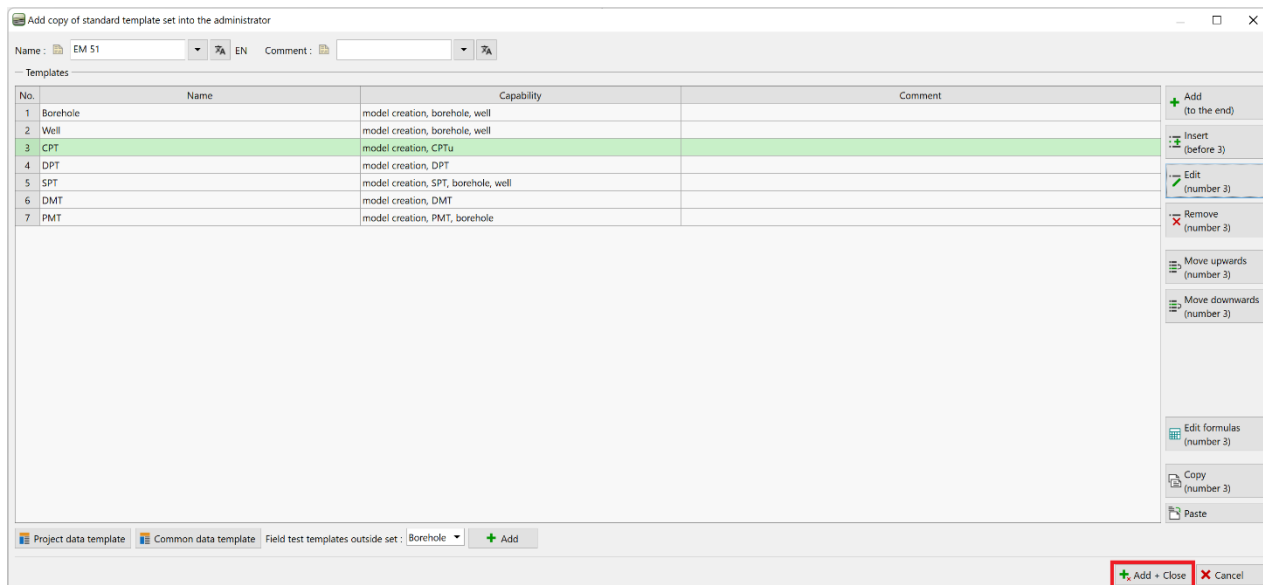 Add copy of standard template set into the administrator
Name : EM 51 EN Comment :
Templates
No. Name Capability Comment
1 Borehole model creation, borehole, well
2 Well model creation, borehole, well
3 CPT model creation, CPTu
4 DPT model creation, DPT
5 SPT model creation, SPT, borehole, well
6 DMT model creation, DMT
7 PMT model creation, PMT, borehole
Add
(to the end)
Insert
(before 3)
Edit
(number 3)
Remove
(number 3)
Move upwards
(number 3)
Move downwards
(number 3)
Edit formulas
(number 3)
Copy
(number 3)
Paste
Project data template Common data template Field test templates outside set : Borehole Add
Add + Close Cancel